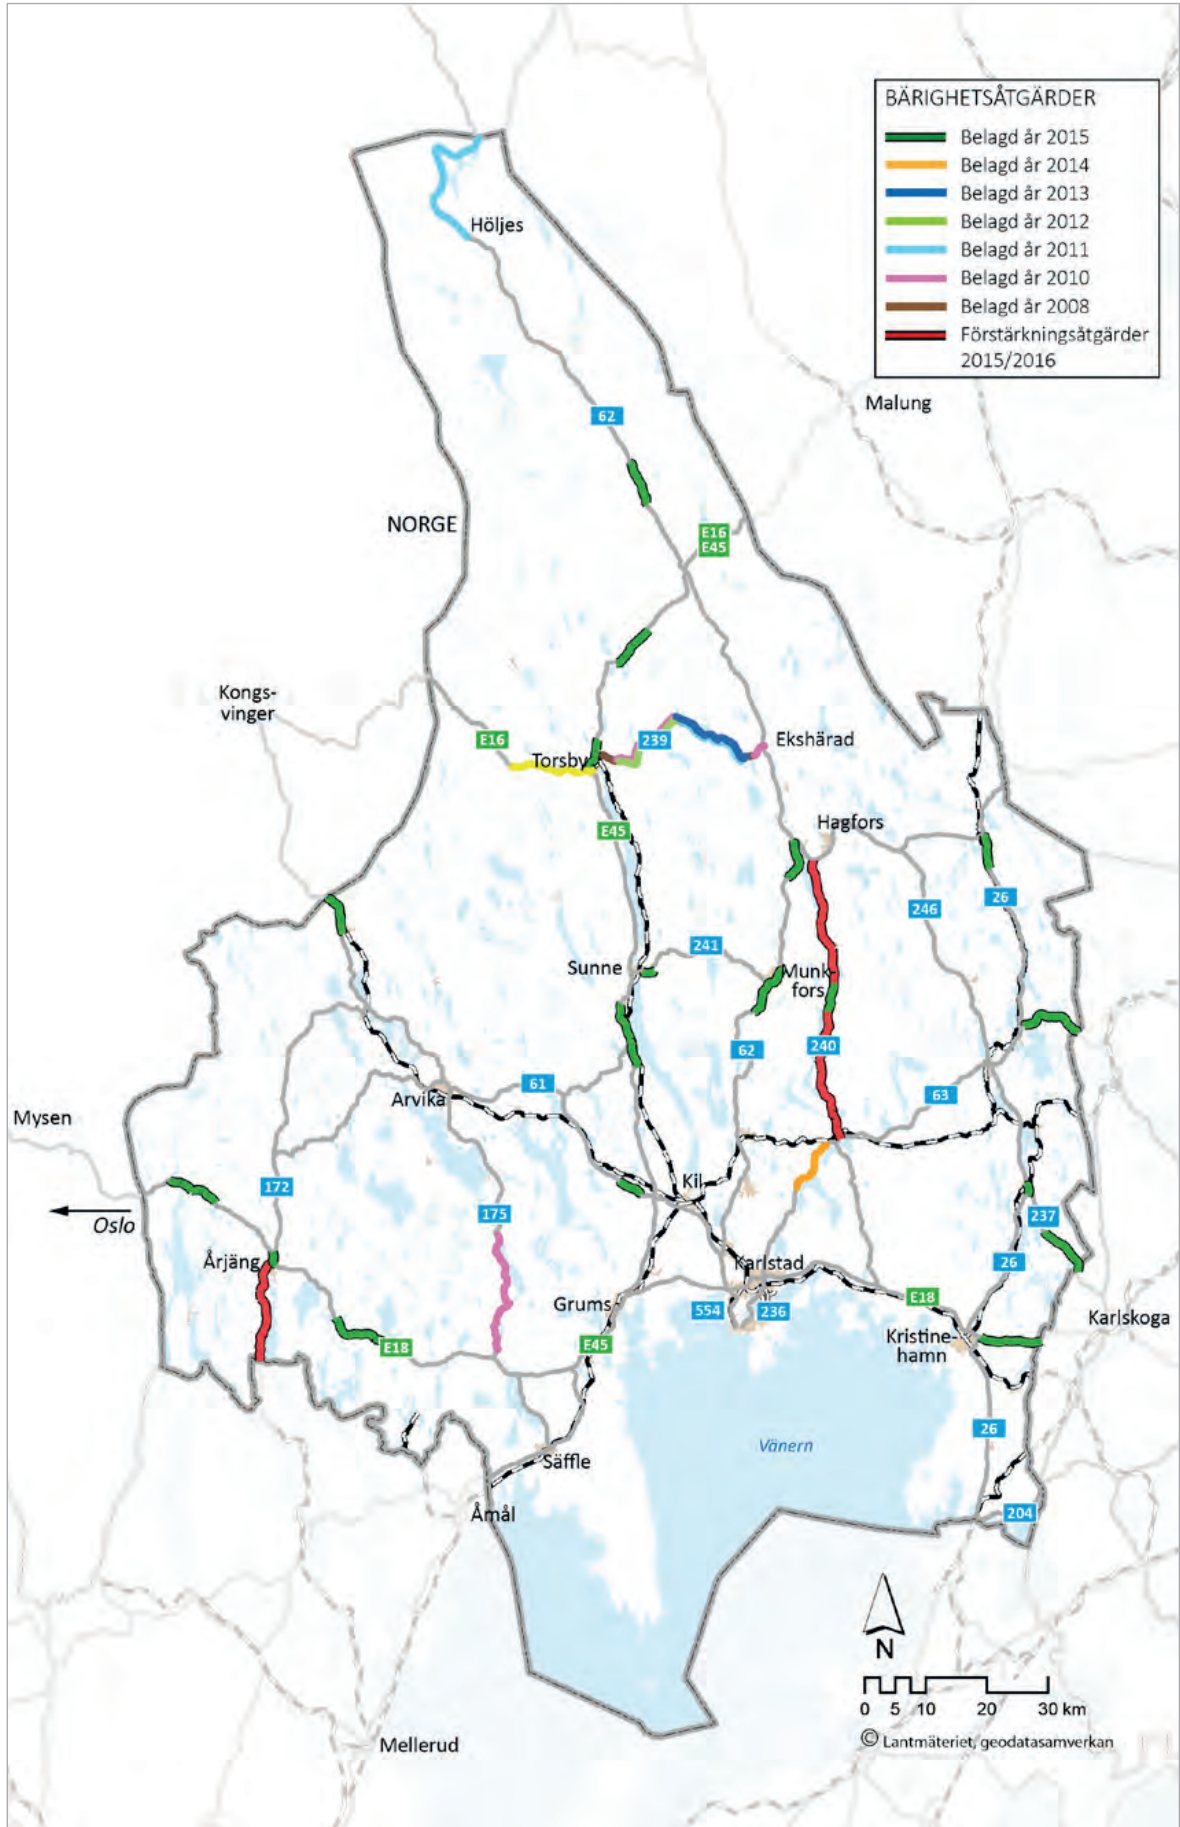 BÄRIGHETSÅTGÄRDER
Belagd år 2015
Belagd år 2014
Belagd år 2013
Belagd år 2012
Belagd år 2011
Belagd år 2010
Belagd år 2008
Förstärkningsåtgärder
2015/2016
Höljes
Malung
62
NORGE
E16
E45
Kongs-
vinger
E16
239
Ekshärad
Torsby
E45
Hagfors
26
246
241
Sunne
Munk-
fors
62
240
61
63
Arvika
Mysen
Kil
172
175
237
Oslo
Årjäng
Karlstad
26
Grums
554
236
E18
Karlskoga
E18
E45
Kristine-
hamn
26
Vänern
Säffle
Åmål
204
N
0 5 10 20 30 km
© Lantmäteriet, geodatasamverkan
Mellerud